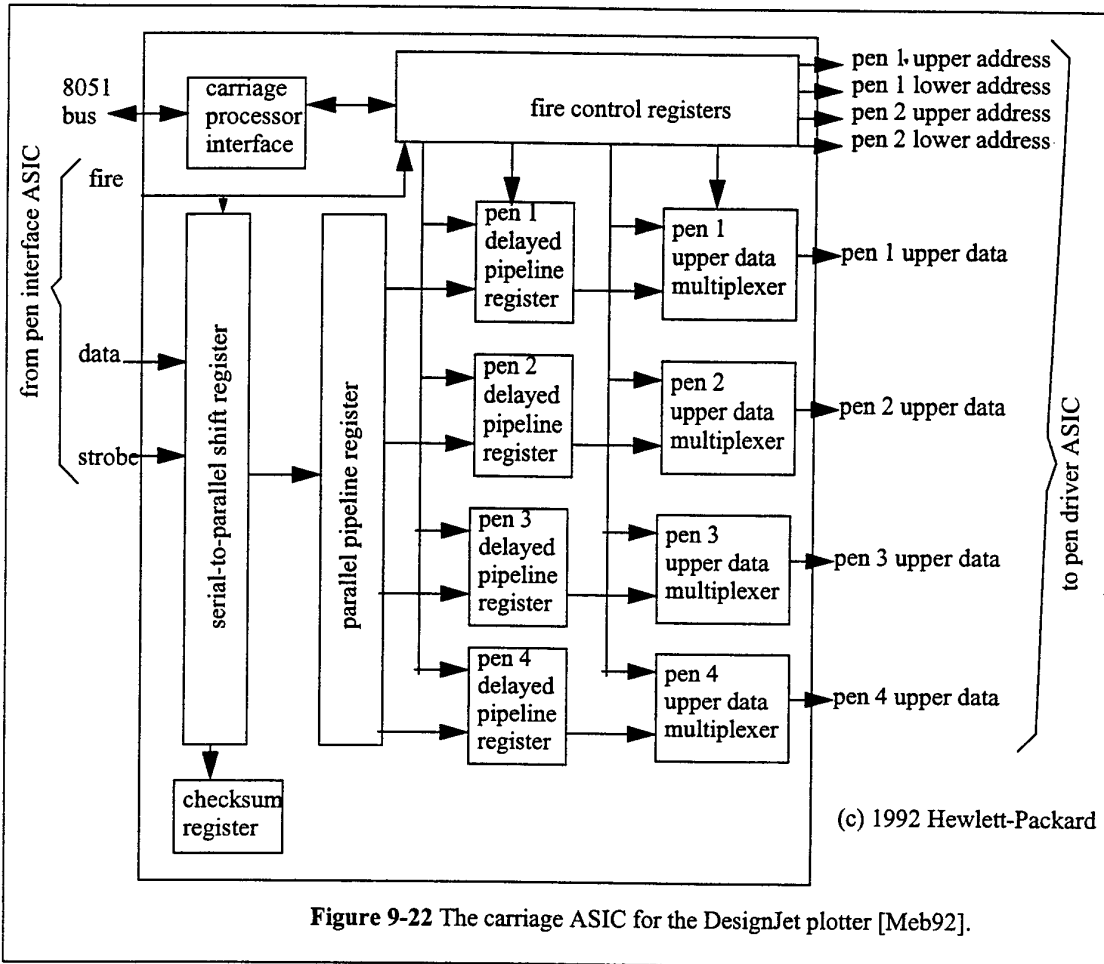 8051
bus
from pen interface ASIC
fire
data
strobe
carriage
processor
interface
fire control registers
pen 1 upper address
pen 1 lower address
pen 2 upper address
pen 2 lower address
serial-to-parallel shift register
parallel pipeline register
checksum
register
pen 1
delayed
pipeline
register
pen 1
upper data
multiplexer
pen 1 upper data
pen 2
delayed
pipeline
register
pen 2
upper data
multiplexer
pen 2 upper data
pen 3
delayed
pipeline
register
pen 3
upper data
multiplexer
pen 3 upper data
pen 4
delayed
pipeline
register
pen 4
upper data
multiplexer
pen 4 upper data
to pen driver ASIC
(c) 1992 Hewlett-Packard
Figure 9-22 The carriage ASIC for the DesignJet plotter [Meb92].